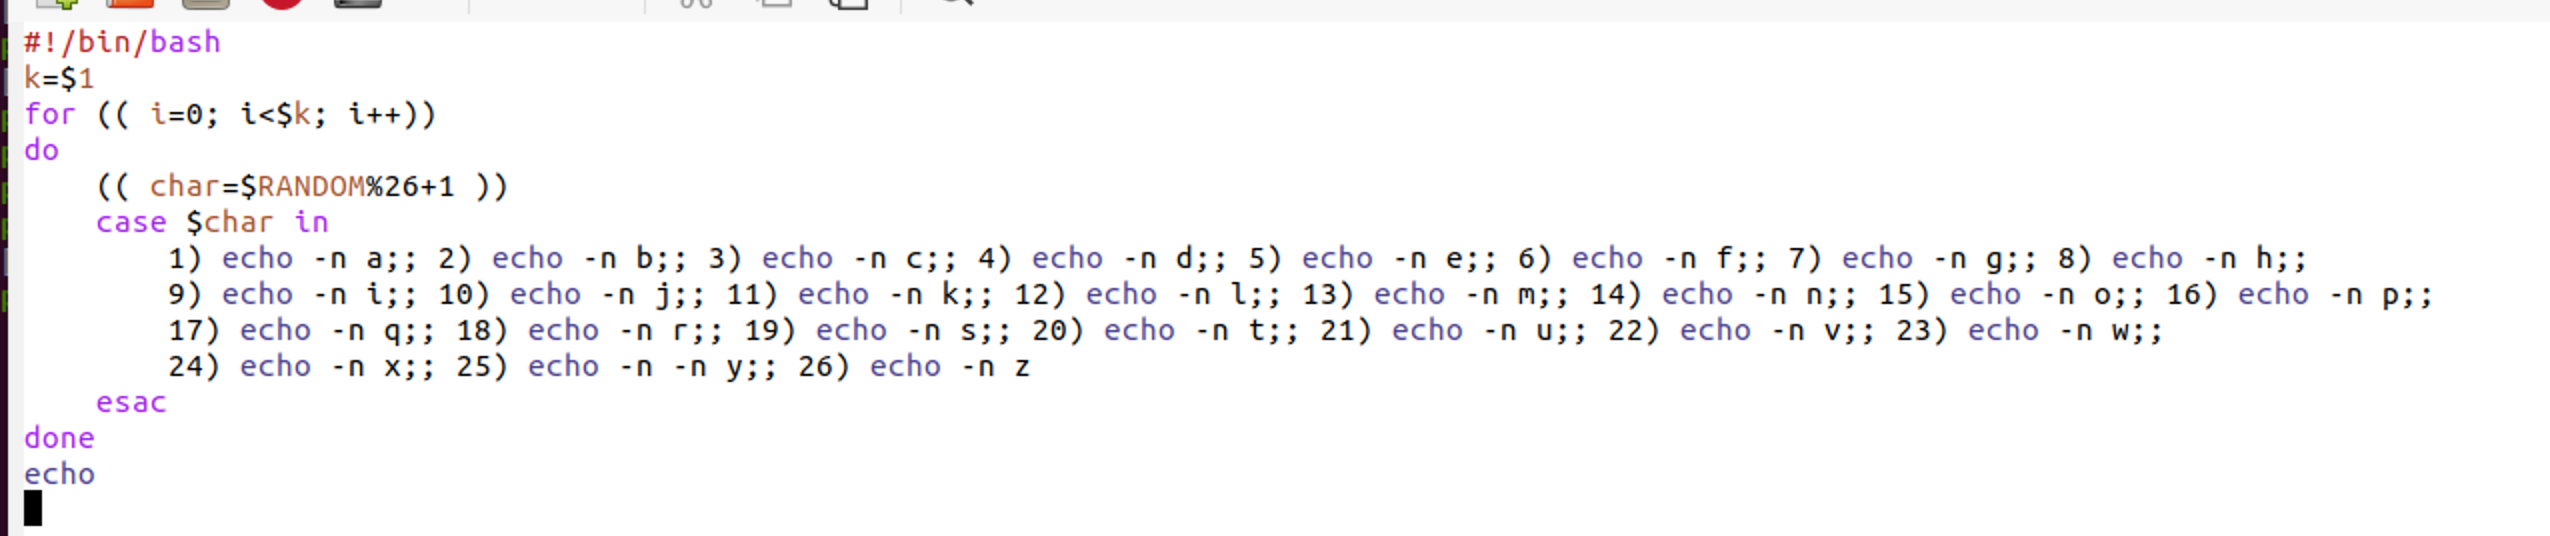 #!/bin/bash
k=$1
for (( i=0; i<$k; i++))
do
    (( char=$RANDOM%26+1 ))
    case $char in
        1) echo -n a;; 2) echo -n b;; 3) echo -n c;; 4) echo -n d;; 5) echo -n e;; 6) echo -n f;; 7) echo -n g;; 8) echo -n h;;
        9) echo -n i;; 10) echo -n j;; 11) echo -n k;; 12) echo -n l;; 13) echo -n m;; 14) echo -n n;; 15) echo -n o;; 16) echo -n p;;
        17) echo -n q;; 18) echo -n r;; 19) echo -n s;; 20) echo -n t;; 21) echo -n u;; 22) echo -n v;; 23) echo -n w;;
        24) echo -n x;; 25) echo -n -n y;; 26) echo -n z
    esac
done
echo